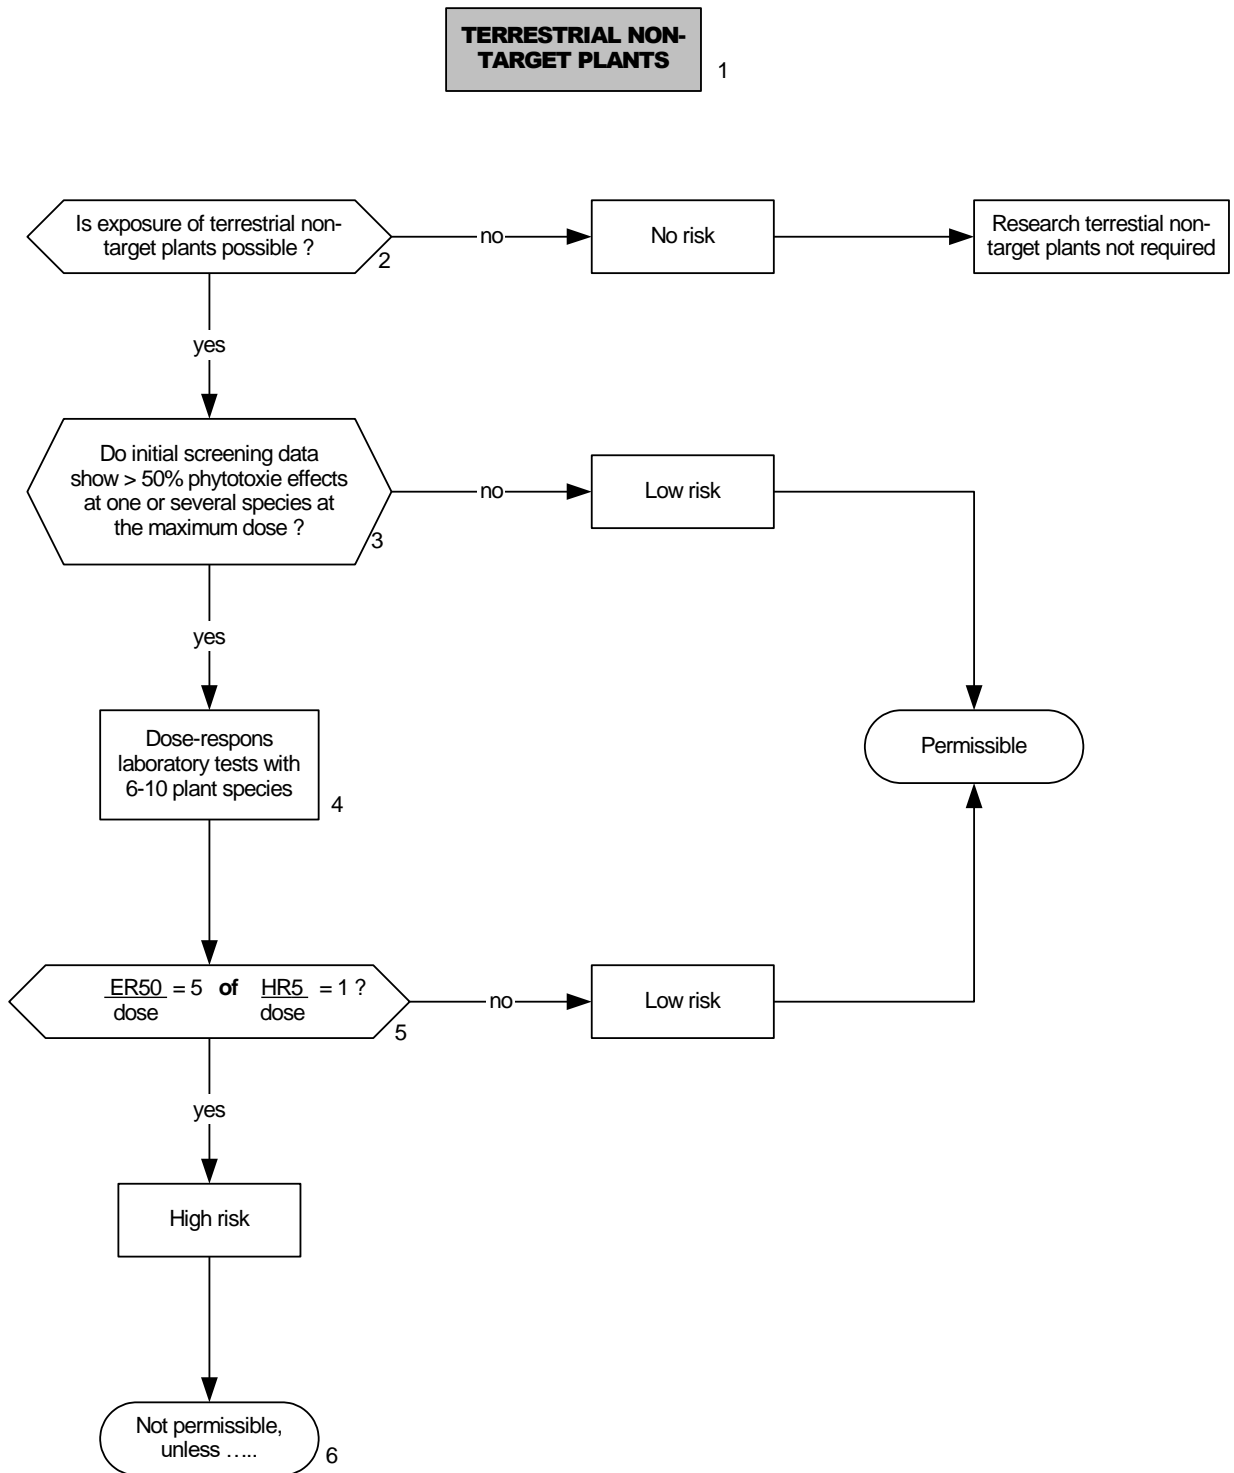 TERRESTRIAL NON-
TARGET PLANTS
1
Is exposure of terrestrial non-
target plants possible ?
2
no
No risk
Research terrestial non-
target plants not required
yes
Do initial screening data
show > 50% phytotoxie effects
at one or several species at
the maximum dose ?
3
no
Low risk
yes
Dose-respons
laboratory tests with
6-10 plant species
4
Permissible
ER50 = 5 of HR5 = 1 ?
dose dose
5
no
Low risk
yes
High risk
Not permissible,
unless …..
6